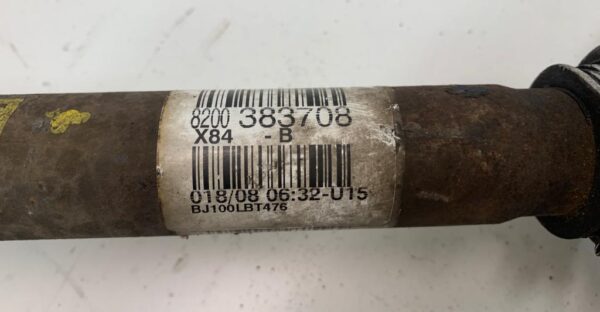 8200 383708
X84 - B
018/08 06:32-U15
BJ100LBT476